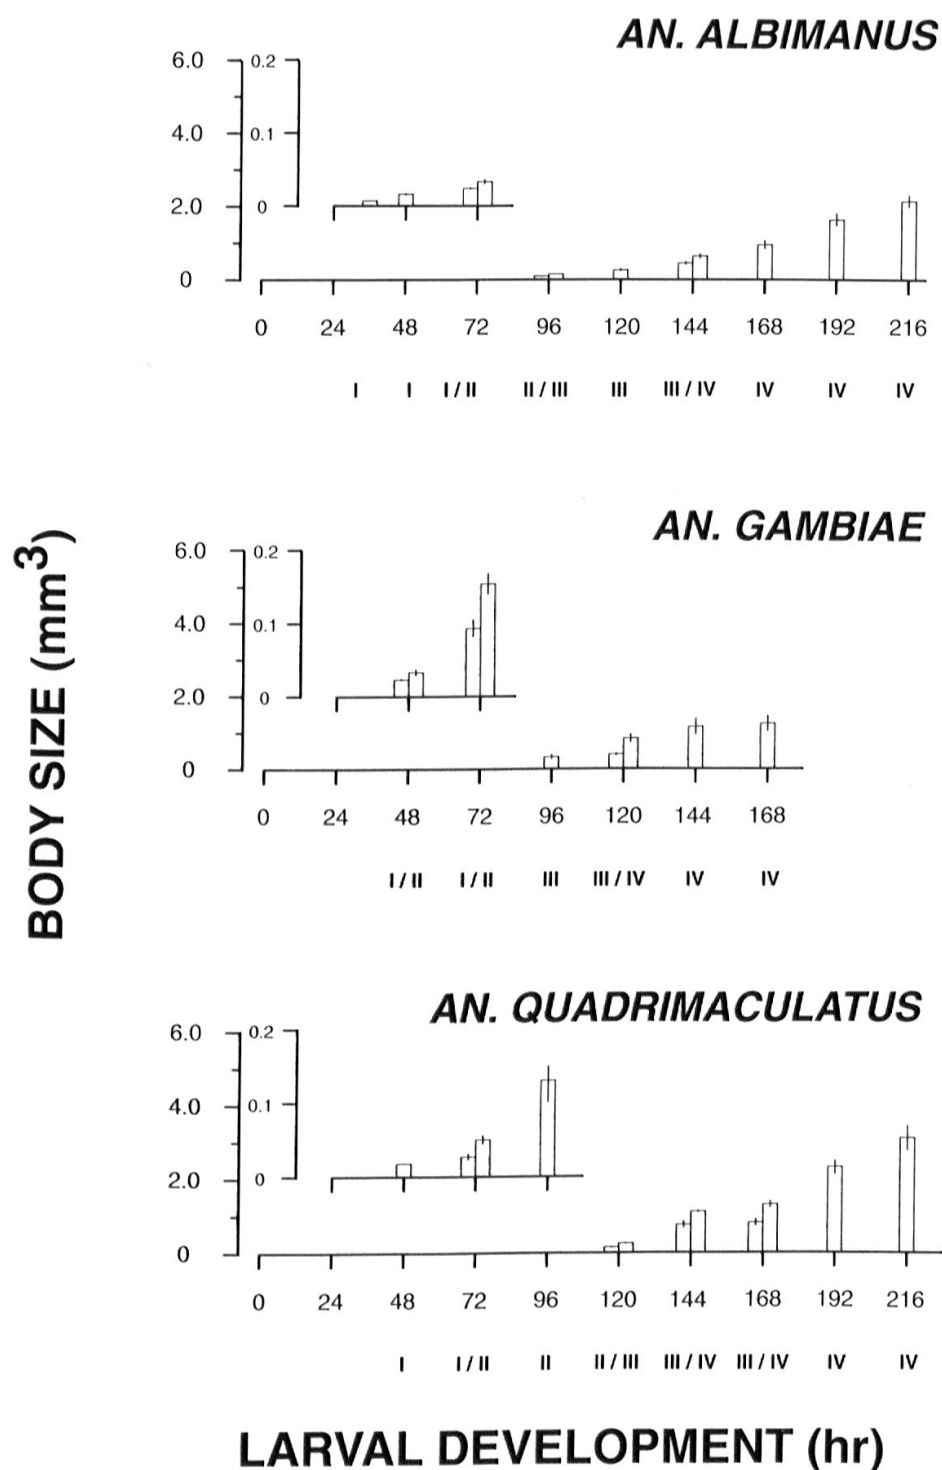 AN. ALBIMANUS
6.0 0.2
4.0 0.1
2.0 0
0
0 24 48 72 96 120 144 168 192 216
I I I / II II / III III III / IV IV IV IV
AN. GAMBIAE
6.0 0.2
4.0 0.1
2.0 0
0
0 24 48 72 96 120 144 168
I / II I / II III III / IV IV IV
AN. QUADRIMACULATUS
6.0 0.2
4.0 0.1
2.0 0
0
0 24 48 72 96 120 144 168 192 216
I I / II II II / III III / IV III / IV IV IV
BODY SIZE (mm³)
LARVAL DEVELOPMENT (hr)